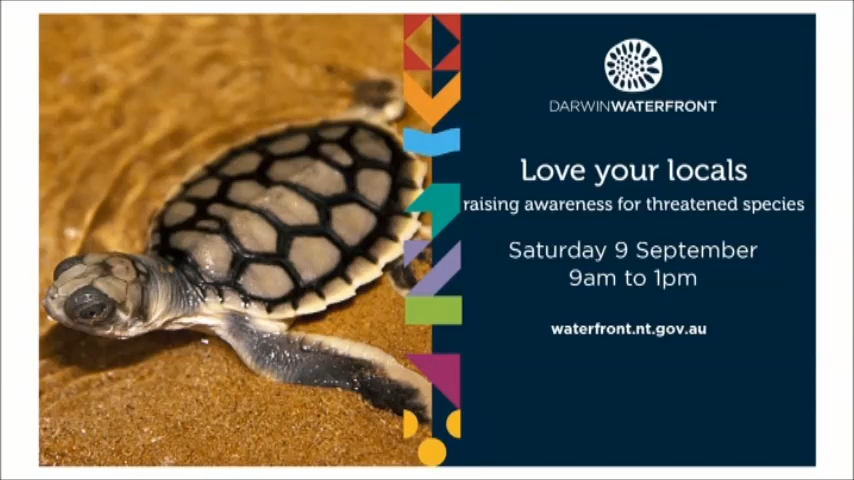 DARWINWATERFRONT
Love your locals
raising awareness for threatened species
Saturday 9 September
9am to 1pm
waterfront.nt.gov.au